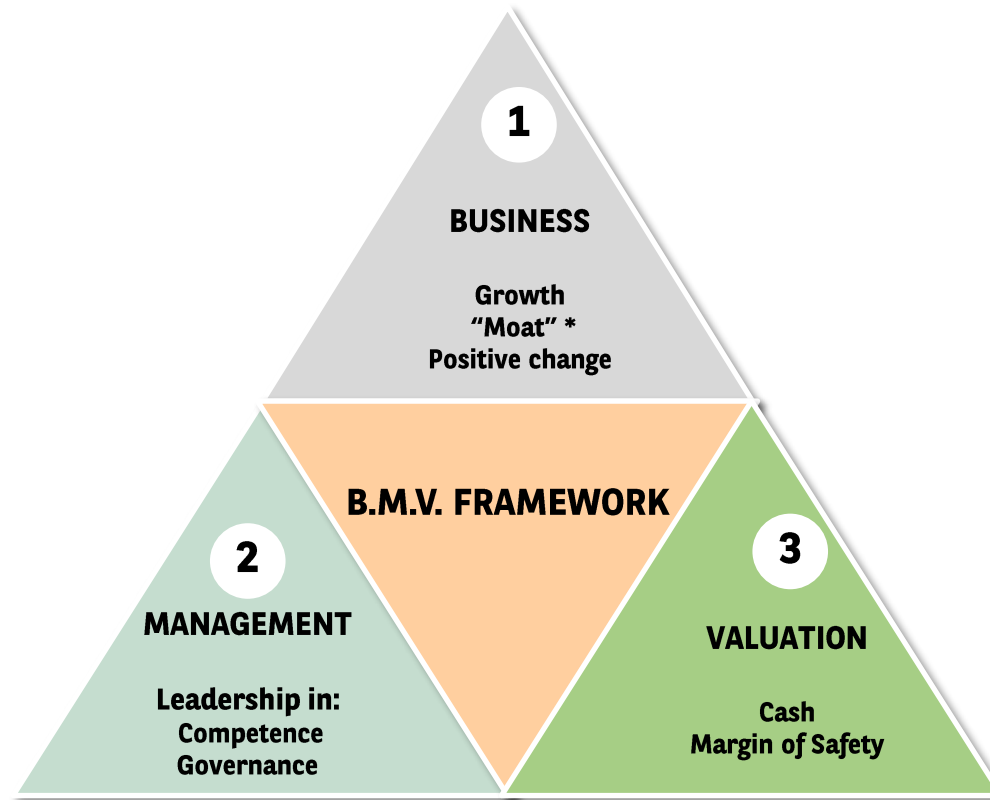 1
BUSINESS
Growth
“Moat” *
Positive change
B.M.V. FRAMEWORK
2
MANAGEMENT
Leadership in:
Competence
Governance
3
VALUATION
Cash
Margin of Safety